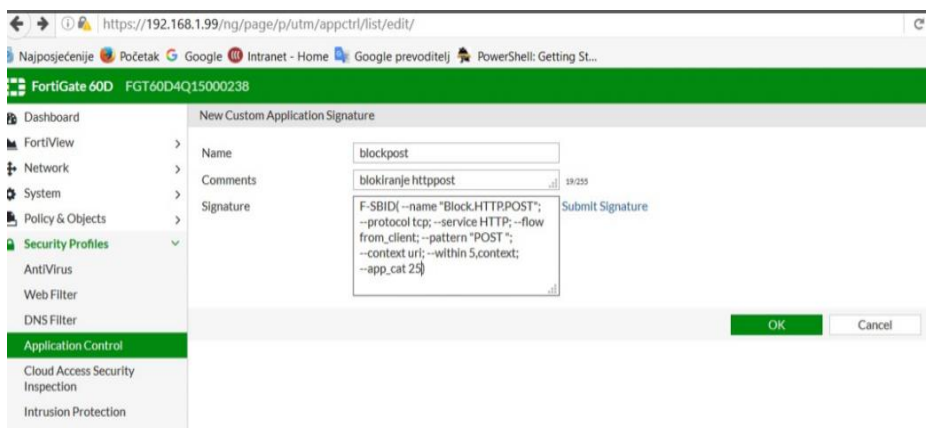 https://192.168.1.99/ng/page/p/utm/appctrl/list/edit/
Najposjećenije Početak Google Intranet - Home Google prevoditelj PowerShell: Getting St...
FortiGate 60D FGT60D4Q15000238
Dashboard
FortiView
Network
System
Policy & Objects
Security Profiles
AntiVirus
Web Filter
DNS Filter
Application Control
Cloud Access Security
Inspection
Intrusion Protection
New Custom Application Signature
Name blockpost
Comments blokiranje httppost 19/255
Signature
F-SBID( --name "Block.HTTP.POST";
--protocol tcp; --service HTTP; --flow
from_client; --pattern "POST ";
--context uri; --within 5,context;
--app_cat 25)
Submit Signature
OK Cancel